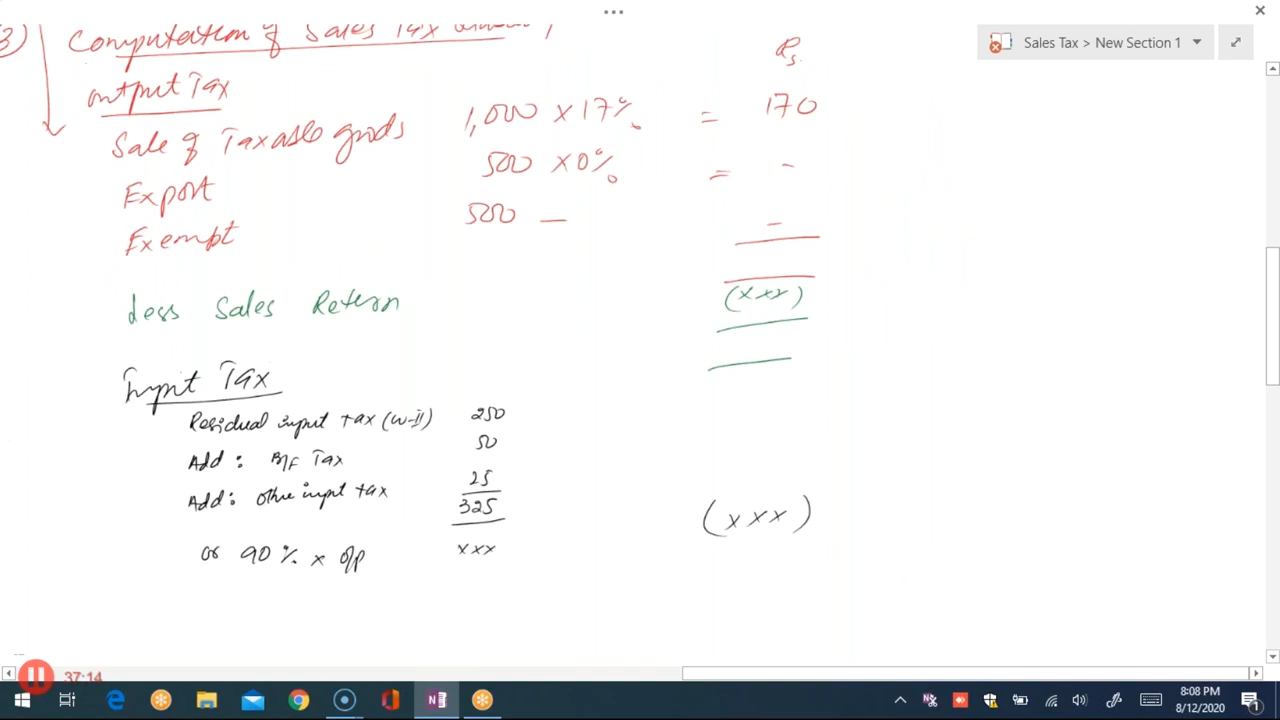 Sales Tax > New Section 1
3) Computation of Sales Tax
Rs.
output Tax
Sale of Taxable goods 1,000 x 17% = 170
Export 500 x 0% = -
Exempt 500 — -
Less Sales Return (xxx)
Input Tax
Residual input tax (W-II) 250
Add: B/F Tax 50
Add: other input tax 25
325
(xxx)
or 90% x o/p xxx
37:14
8:08 PM
8/12/2020